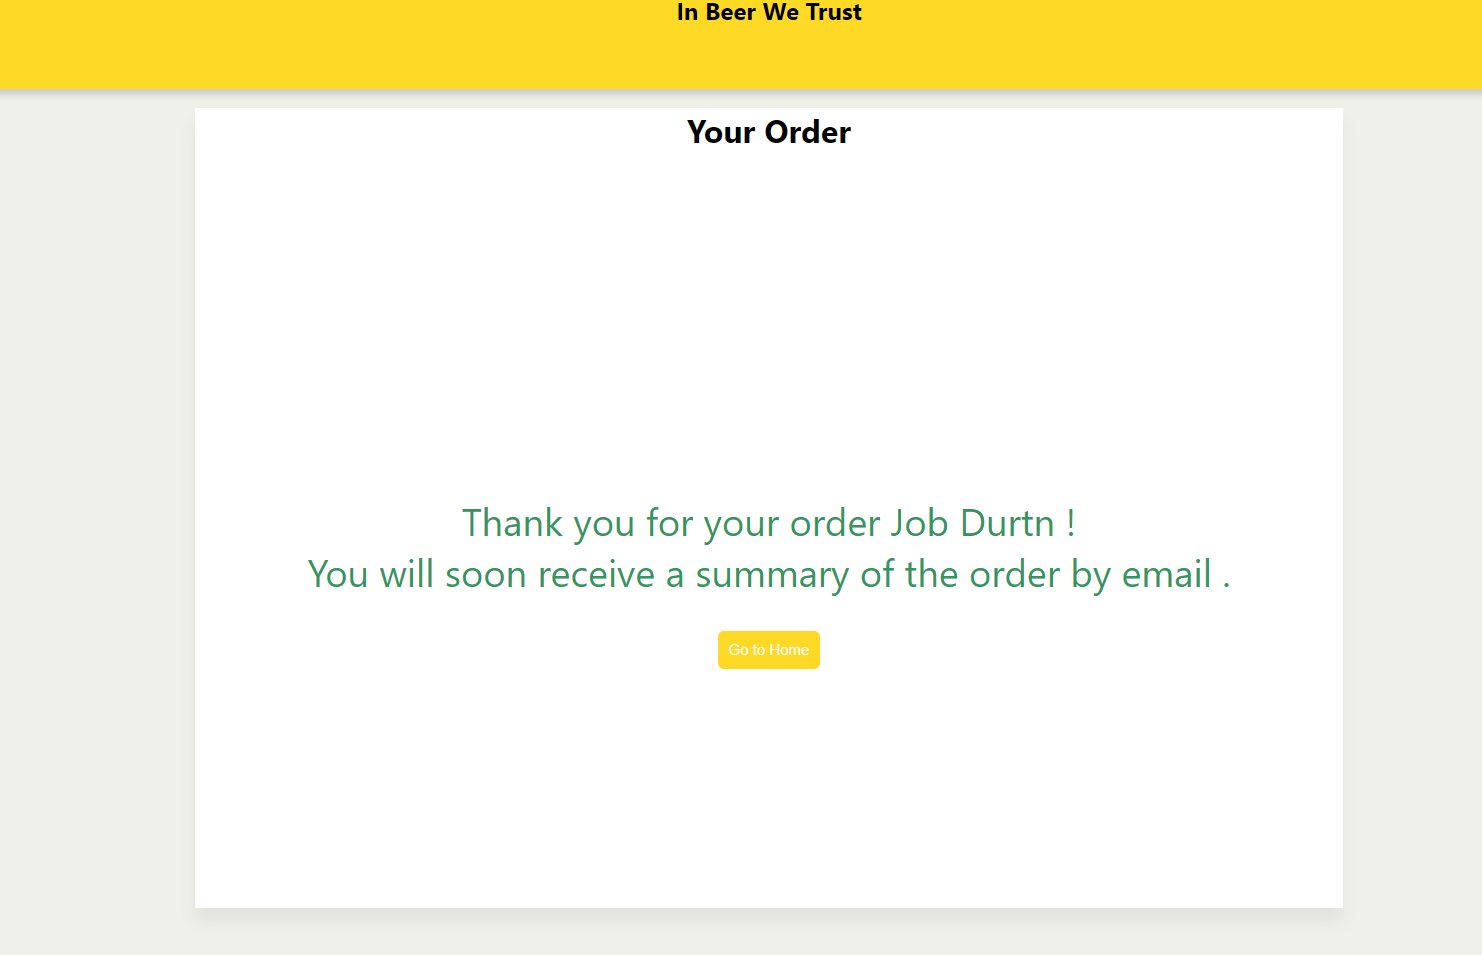 In Beer We Trust
Your Order
Thank you for your order Job Durtn !
You will soon receive a summary of the order by email .
Go to Home